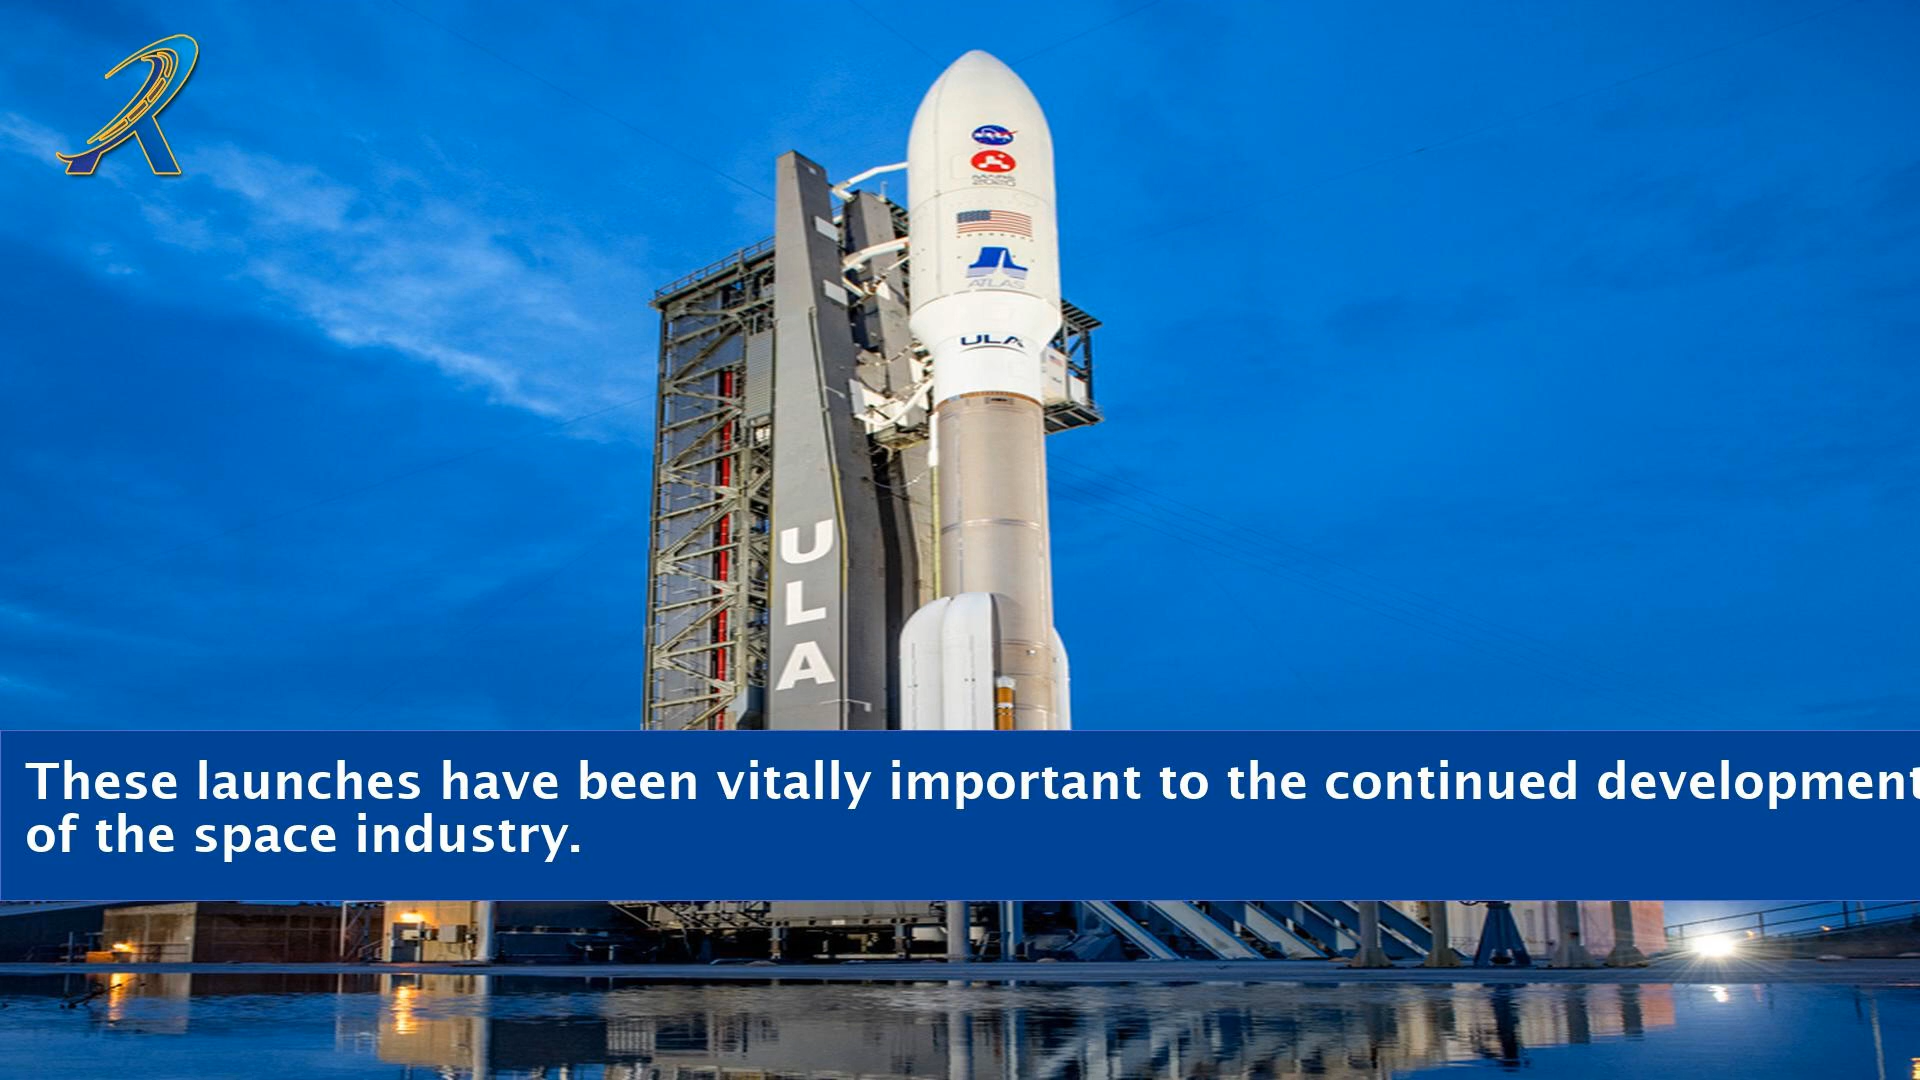 NASA
MARS
2020
ATLAS
ULA
ULA
These launches have been vitally important to the continued development
of the space industry.